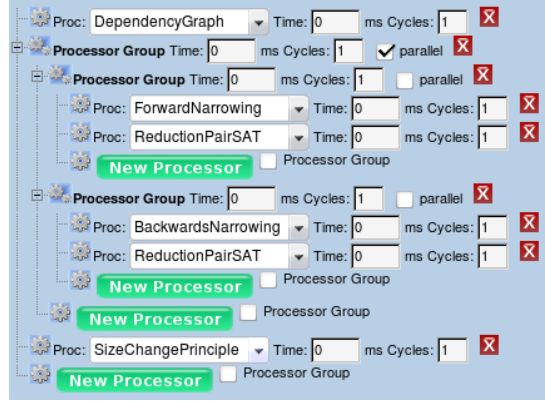 Proc: DependencyGraph Time: 0 ms Cycles: 1 X
Processor Group Time: 0 ms Cycles: 1 parallel X
Processor Group Time: 0 ms Cycles: 1 parallel X
Proc: ForwardNarrowing Time: 0 ms Cycles: 1 X
Proc: ReductionPairSAT Time: 0 ms Cycles: 1 X
New Processor Processor Group
Processor Group Time: 0 ms Cycles: 1 parallel X
Proc: BackwardsNarrowing Time: 0 ms Cycles: 1 X
Proc: ReductionPairSAT Time: 0 ms Cycles: 1 X
New Processor Processor Group
New Processor Processor Group
Proc: SizeChangePrinciple Time: 0 ms Cycles: 1 X
New Processor Processor Group